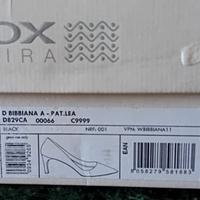 OX
IRA
D BIBBIANA A - PAT.LEA
D829CA 00066 C9999
BLACK
NRF: 001
VPN: WBIBBIANA11
EAN
8058279581883